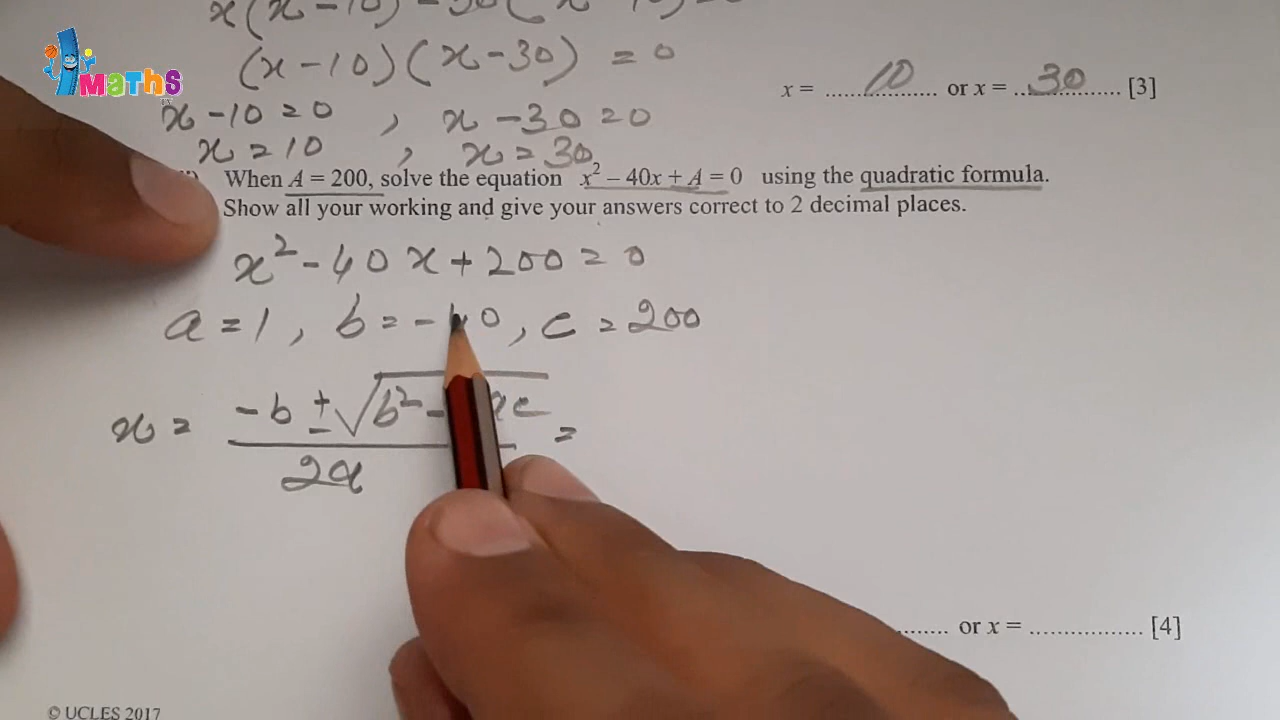 (x - 10)(x - 30) = 0
1 Maths
x = .......10....... or x = .......30....... [3]
x - 10 = 0 , x - 30 = 0
x = 10 , x = 30
When A = 200, solve the equation x² – 40x + A = 0 using the quadratic formula.
Show all your working and give your answers correct to 2 decimal places.
x² - 40x + 200 = 0
a = 1, b = -40, c = 200
x = (-b ± √(b² - ac)) / 2a =
........ or x = .................. [4]
© UCLES 2017